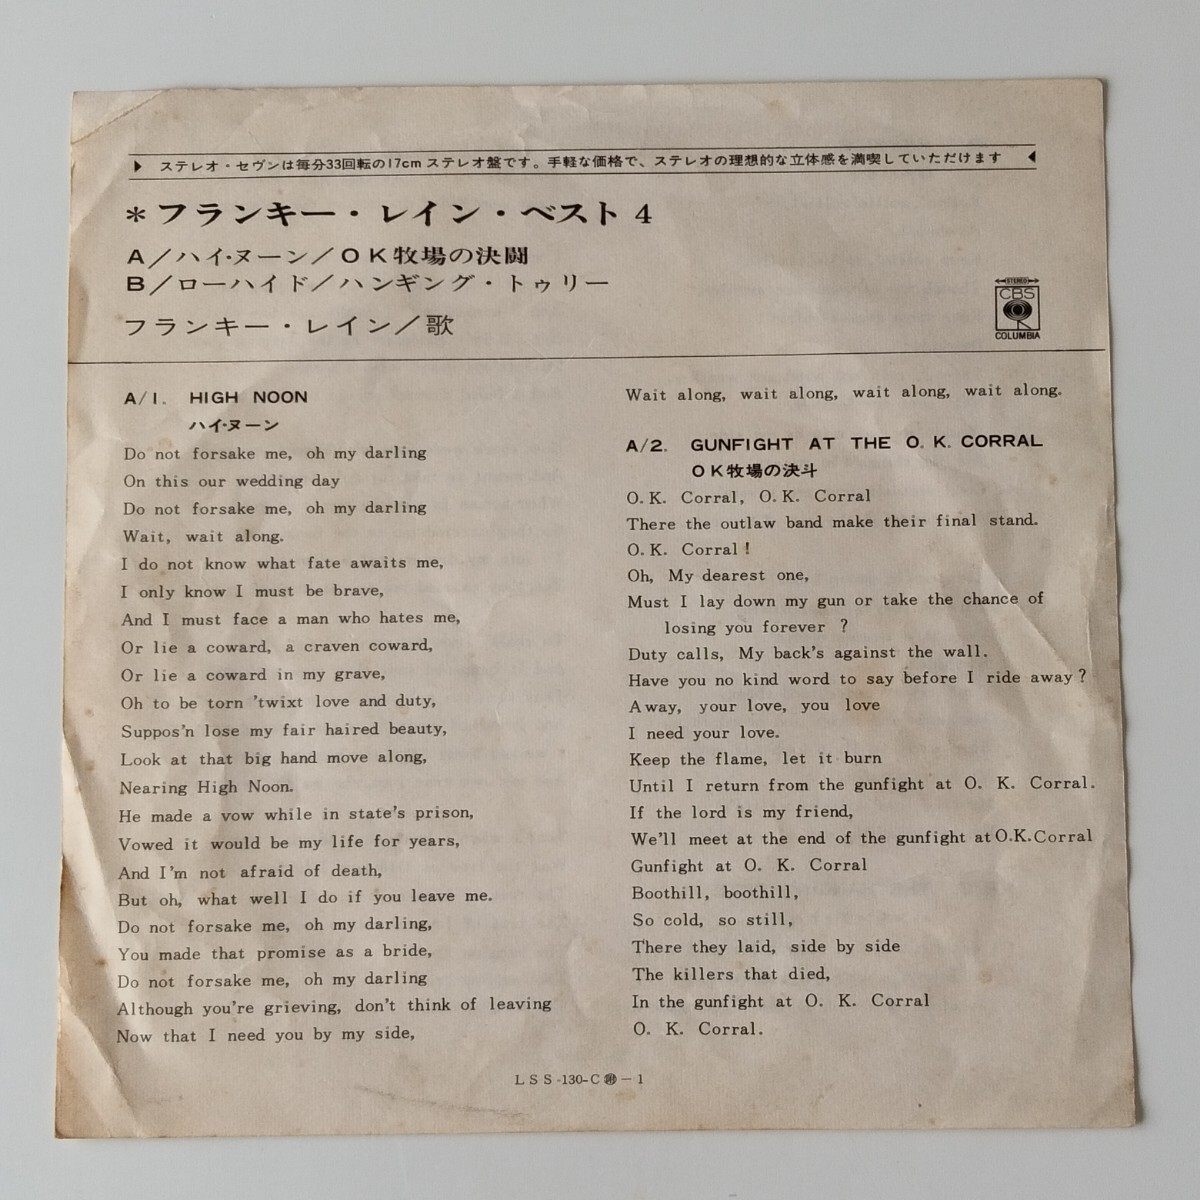 ステレオ・セヴンは毎分33回転の17cmステレオ盤です。手軽な価格で、ステレオの理想的な立体感を満喫していただけます
*フランキー・レイン・ベスト4
A/ハイ・ヌーン/OK牧場の決闘
B/ローハイド/ハンギング・トゥリー
フランキー・レイン/歌
STEREO
CBS
COLUMBIA
A/1. HIGH NOON
ハイ・ヌーン
Do not forsake me, oh my darling
On this our wedding day
Do not forsake me, oh my darling
Wait, wait along.
I do not know what fate awaits me,
I only know I must be brave,
And I must face a man who hates me,
Or lie a coward, a craven coward,
Or lie a coward in my grave,
Oh to be torn 'twixt love and duty,
Suppos'n lose my fair haired beauty,
Look at that big hand move along,
Nearing High Noon.
He made a vow while in state's prison,
Vowed it would be my life for years,
And I'm not afraid of death,
But oh, what well I do if you leave me.
Do not forsake me, oh my darling,
You made that promise as a bride,
Do not forsake me, oh my darling
Although you're grieving, don't think of leaving
Now that I need you by my side,
Wait along, wait along, wait along, wait along.
A/2. GUNFIGHT AT THE O. K. CORRAL
OK牧場の決斗
O. K. Corral, O. K. Corral
There the outlaw band make their final stand.
O. K. Corral!
Oh, My dearest one,
Must I lay down my gun or take the chance of
losing you forever ?
Duty calls, My back's against the wall.
Have you no kind word to say before I ride away?
Away, your love, you love
I need your love.
Keep the flame, let it burn
Until I return from the gunfight at O. K. Corral.
If the lord is my friend,
We'll meet at the end of the gunfight at O.K.Corral
Gunfight at O. K. Corral
Boothill, boothill,
So cold, so still,
There they laid, side by side
The killers that died,
In the gunfight at O. K. Corral
O. K. Corral.
LSS-130-C -1